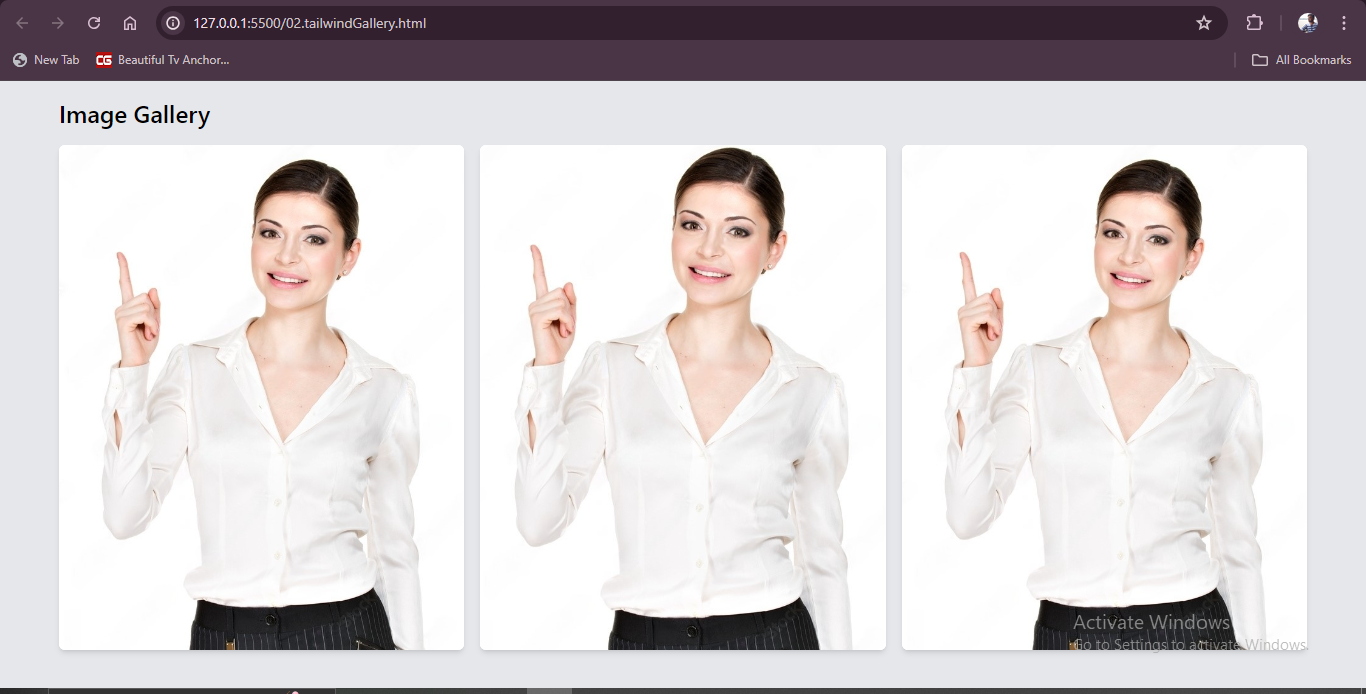 127.0.0.1:5500/02.tailwindGallery.html
New Tab
CG
Beautiful Tv Anchor...
All Bookmarks
Image Gallery
Activate Windows
Go to Settings to activate Windows.